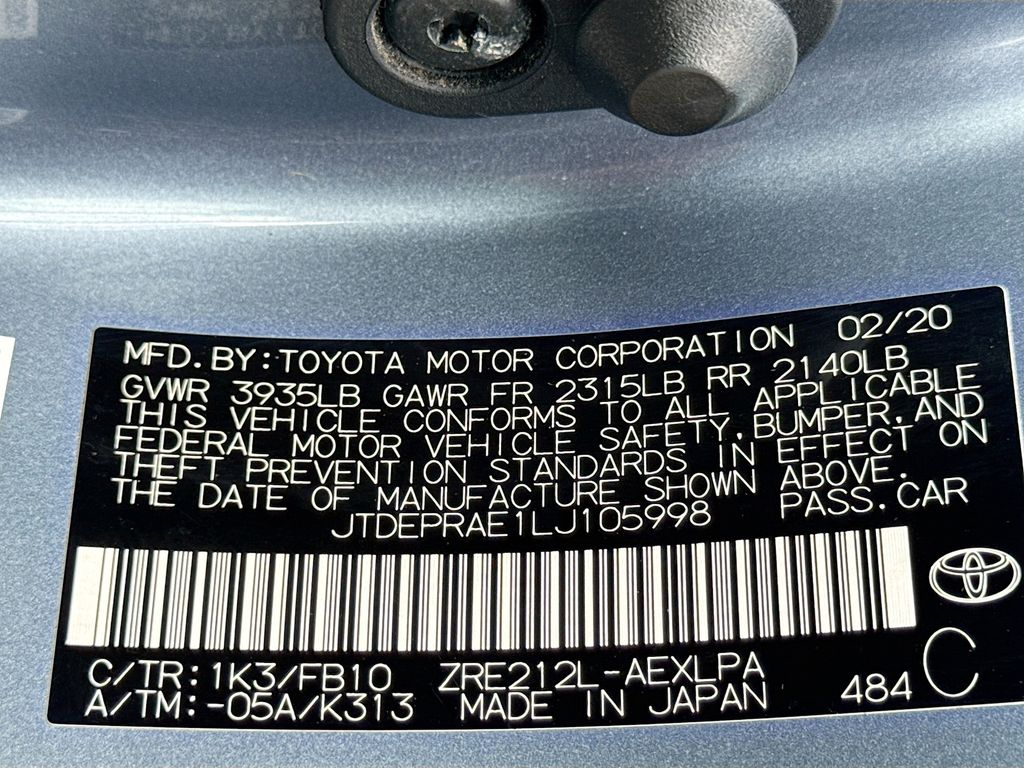 MFD. BY: TOYOTA MOTOR CORPORATION 02/20
GVWR 3935LB GAWR FR 2315LB RR 2140LB
THIS VEHICLE CONFORMS TO ALL APPLICABLE
FEDERAL MOTOR VEHICLE SAFETY, BUMPER, AND
THEFT PREVENTION STANDARDS IN EFFECT ON
THE DATE OF MANUFACTURE SHOWN ABOVE.
JTDEPRAE1LJ105998 PASS. CAR
C/TR: 1K3/FB10 ZRE212L-AEXLPA
A/TM: -05A/K313 MADE IN JAPAN 484 C